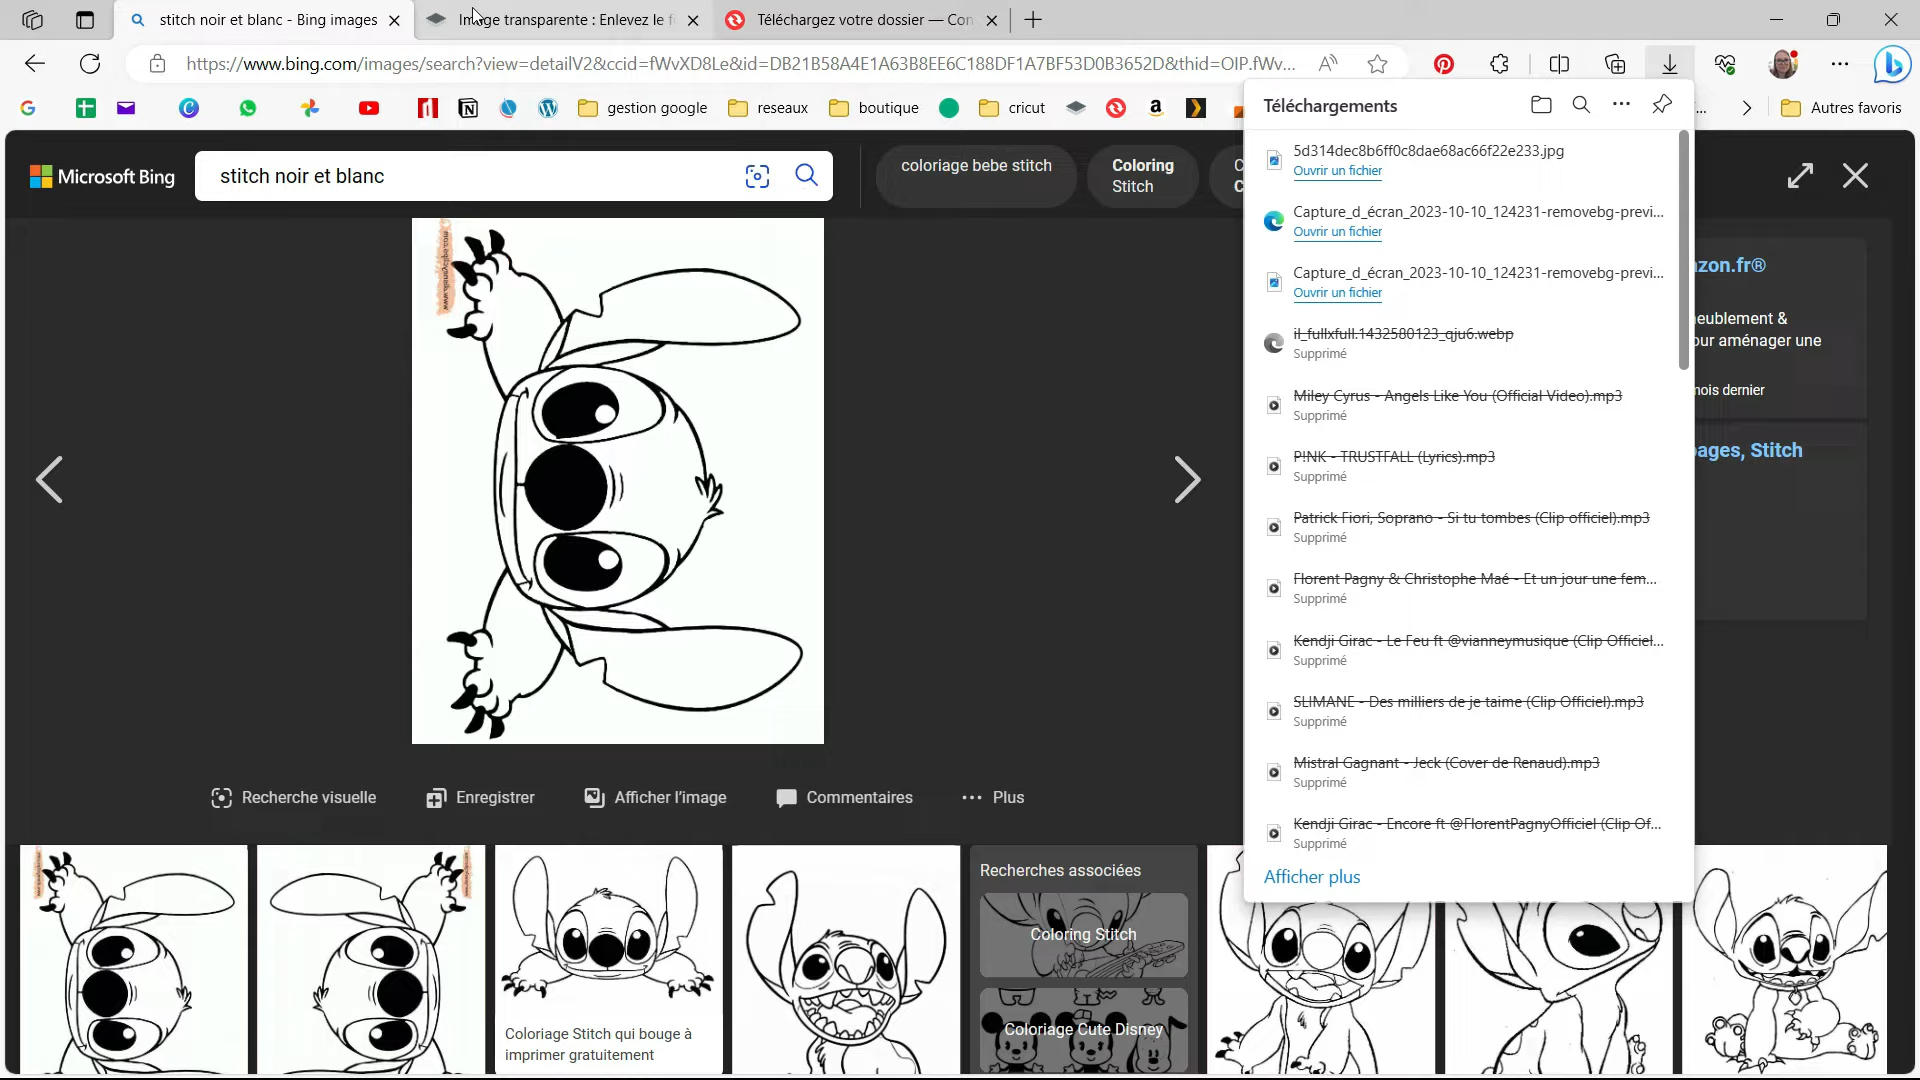 stitch noir et blanc - Bing images
Image transparente : Enlevez le f
Téléchargez votre dossier — Con
https://www.bing.com/images/search?view=detailV2&ccid=fWvXD8Le&id=DB21B58A4E1A63B8EE6C188DF1A7BF53D0B3652D&thid=OIP.fWv...
gestion google
reseaux
boutique
cricut
Autres favoris
Microsoft Bing
stitch noir et blanc
coloriage bebe stitch
Coloring
Stitch
Téléchargements
5d314dec8b6ff0c8dae68ac66f22e233.jpg
Ouvrir un fichier
Capture_d_écran_2023-10-10_124231-removebg-previ...
Ouvrir un fichier
Capture_d_écran_2023-10-10_124231-removebg-previ...
Ouvrir un fichier
il_fullxfull.1432580123_qju6.webp
Supprimé
Miley Cyrus - Angels Like You (Official Video).mp3
Supprimé
P!NK - TRUSTFALL (Lyrics).mp3
Supprimé
Patrick Fiori, Soprano - Si tu tombes (Clip officiel).mp3
Supprimé
Florent Pagny & Christophe Maé - Et un jour une fem...
Supprimé
Kendji Girac - Le Feu ft @vianneymusique (Clip Officiel...
Supprimé
SLIMANE - Des milliers de je taime (Clip Officiel).mp3
Supprimé
Mistral Gagnant - Jeck (Cover de Renaud).mp3
Supprimé
Kendji Girac - Encore ft @FlorentPagnyOfficiel (Clip Of...
Supprimé
Afficher plus
azon.fr®
meublement &
our aménager une
mois dernier
pages, Stitch
Recherche visuelle
Enregistrer
Afficher l'image
Commentaires
Plus
Coloriage Stitch qui bouge à
imprimer gratuitement
Recherches associées
Coloring Stitch
Coloriage Cute Disney